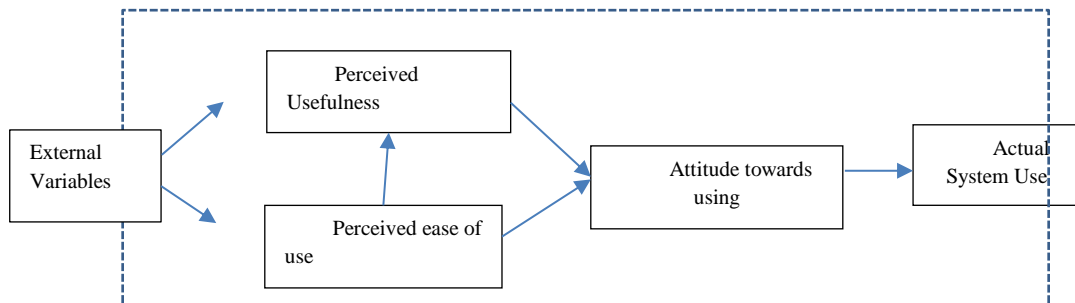 External
Variables
Perceived
Usefulness
Perceived ease of
use
Attitude towards
using
Actual
System Use